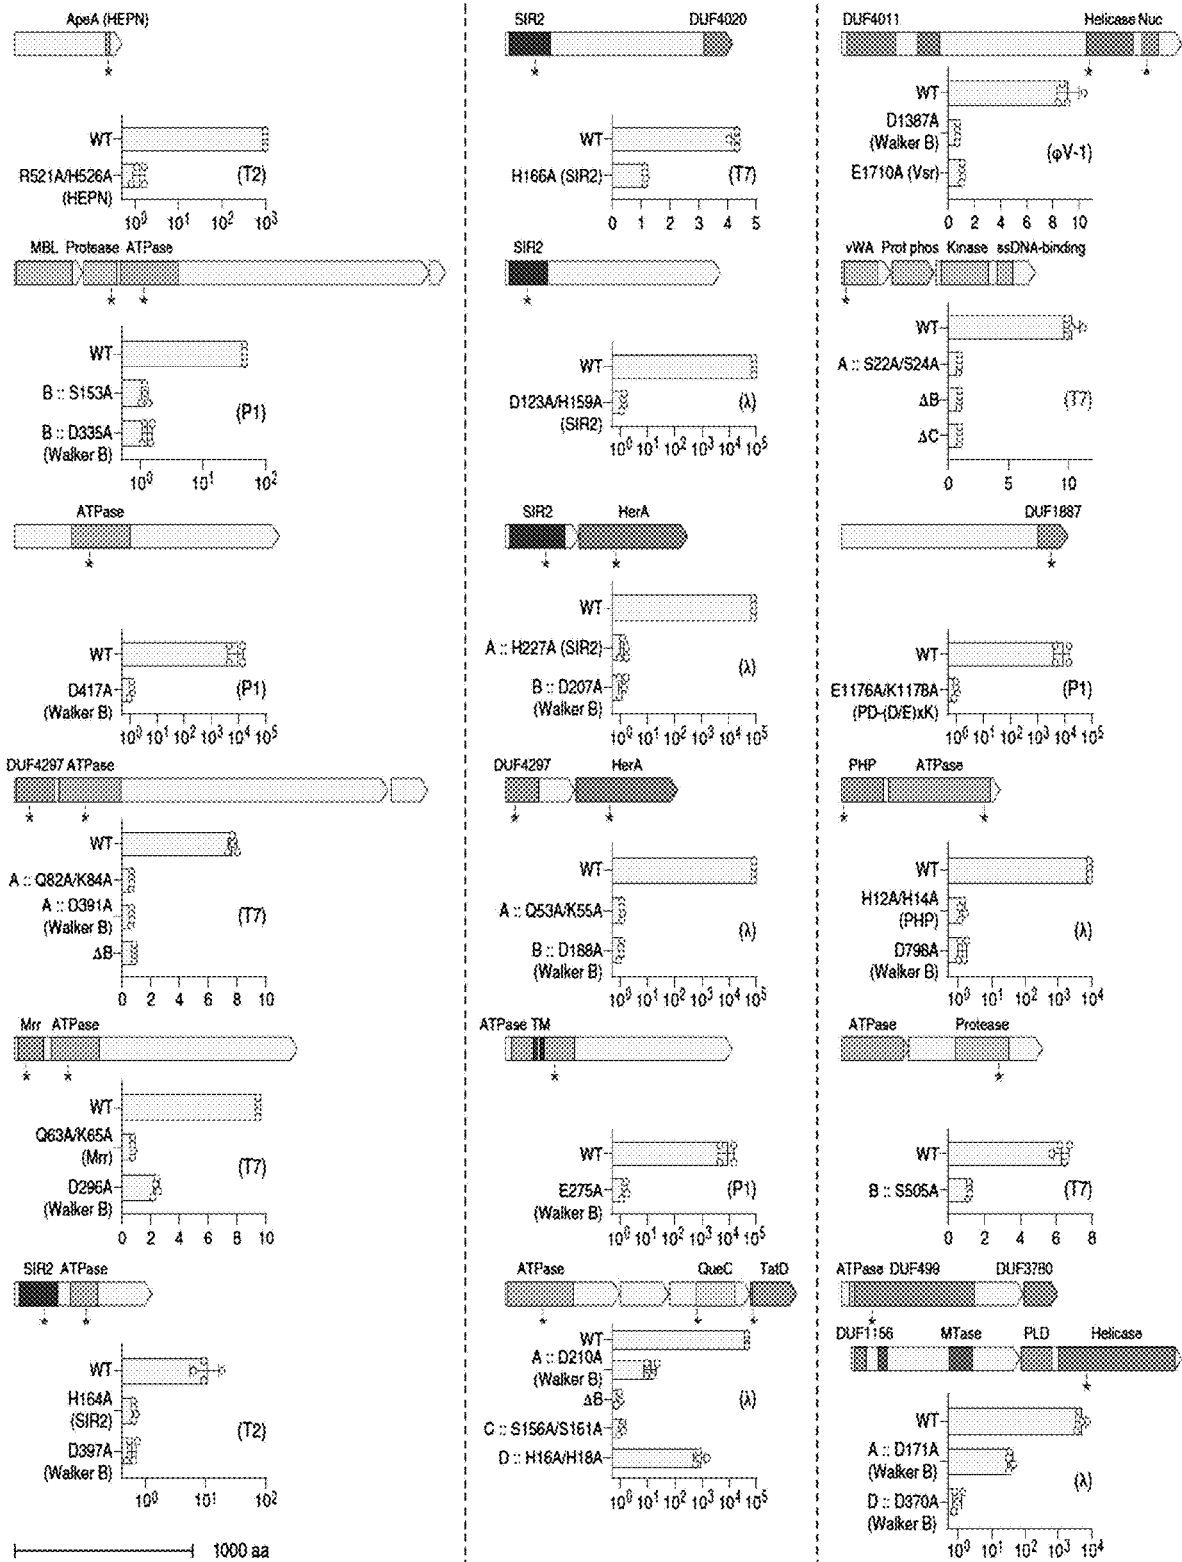 ApeA (HEPN)
WT
R521A/H526A
(HEPN)
(T2)
10⁰ 10¹ 10² 10³
MBL Protease ATPase
WT
B :: S153A
B :: D335A
(Walker B)
(P1)
10⁰ 10¹ 10²
ATPase
WT
D417A
(Walker B)
(P1)
10⁰ 10¹ 10² 10³ 10⁴ 10⁵
DUF4297 ATPase
WT
A :: Q82A/K84A
A :: D391A
(Walker B)
ΔB
(T7)
0 2 4 6 8 10
Mrr ATPase
WT
Q63A/K65A
(Mrr)
D296A
(Walker B)
(T7)
0 2 4 6 8 10
SIR2 ATPase
WT
H164A
(SIR2)
D397A
(Walker B)
(T2)
10⁰ 10¹ 10²
1000 aa
SIR2 DUF4020
WT
H166A (SIR2)
(T7)
0 1 2 3 4 5
SIR2
WT
D123A/H159A
(SIR2)
(λ)
10⁰ 10¹ 10² 10³ 10⁴ 10⁵
SIR2 HerA
WT
A :: H227A (SIR2)
B :: D207A
(Walker B)
(λ)
10⁰ 10¹ 10² 10³ 10⁴ 10⁵
DUF4297 HerA
WT
A :: Q53A/K55A
B :: D188A
(Walker B)
(λ)
10⁰ 10¹ 10² 10³ 10⁴ 10⁵
ATPase TM
WT
E275A
(Walker B)
(P1)
10⁰ 10¹ 10² 10³ 10⁴ 10⁵
ATPase QueC TatD
WT
A :: D210A
(Walker B)
ΔB
C :: S156A/S161A
D :: H16A/H18A
(λ)
10⁰ 10¹ 10² 10³ 10⁴ 10⁵
DUF4011 Helicase Nuc
WT
D1387A
(Walker B)
E1710A (Vsr)
(φV-1)
0 2 4 6 8 10
vWA Prot phos Kinase ssDNA-binding
WT
A :: S22A/S24A
ΔB
ΔC
(T7)
0 5 10
DUF1887
WT
E1176A/K1178A
(PD-(D/E)xK)
(P1)
10⁰ 10¹ 10² 10³ 10⁴ 10⁵
PHP ATPase
WT
H12A/H14A
(PHP)
D798A
(Walker B)
(λ)
10⁰ 10¹ 10² 10³ 10⁴
ATPase Protease
WT
B :: S505A
(T7)
0 2 4 6 8
ATPase DUF499 DUF3780
DUF1156 MTase PLD Helicase
WT
A :: D171A
(Walker B)
D :: D370A
(Walker B)
(λ)
10⁰ 10¹ 10² 10³ 10⁴